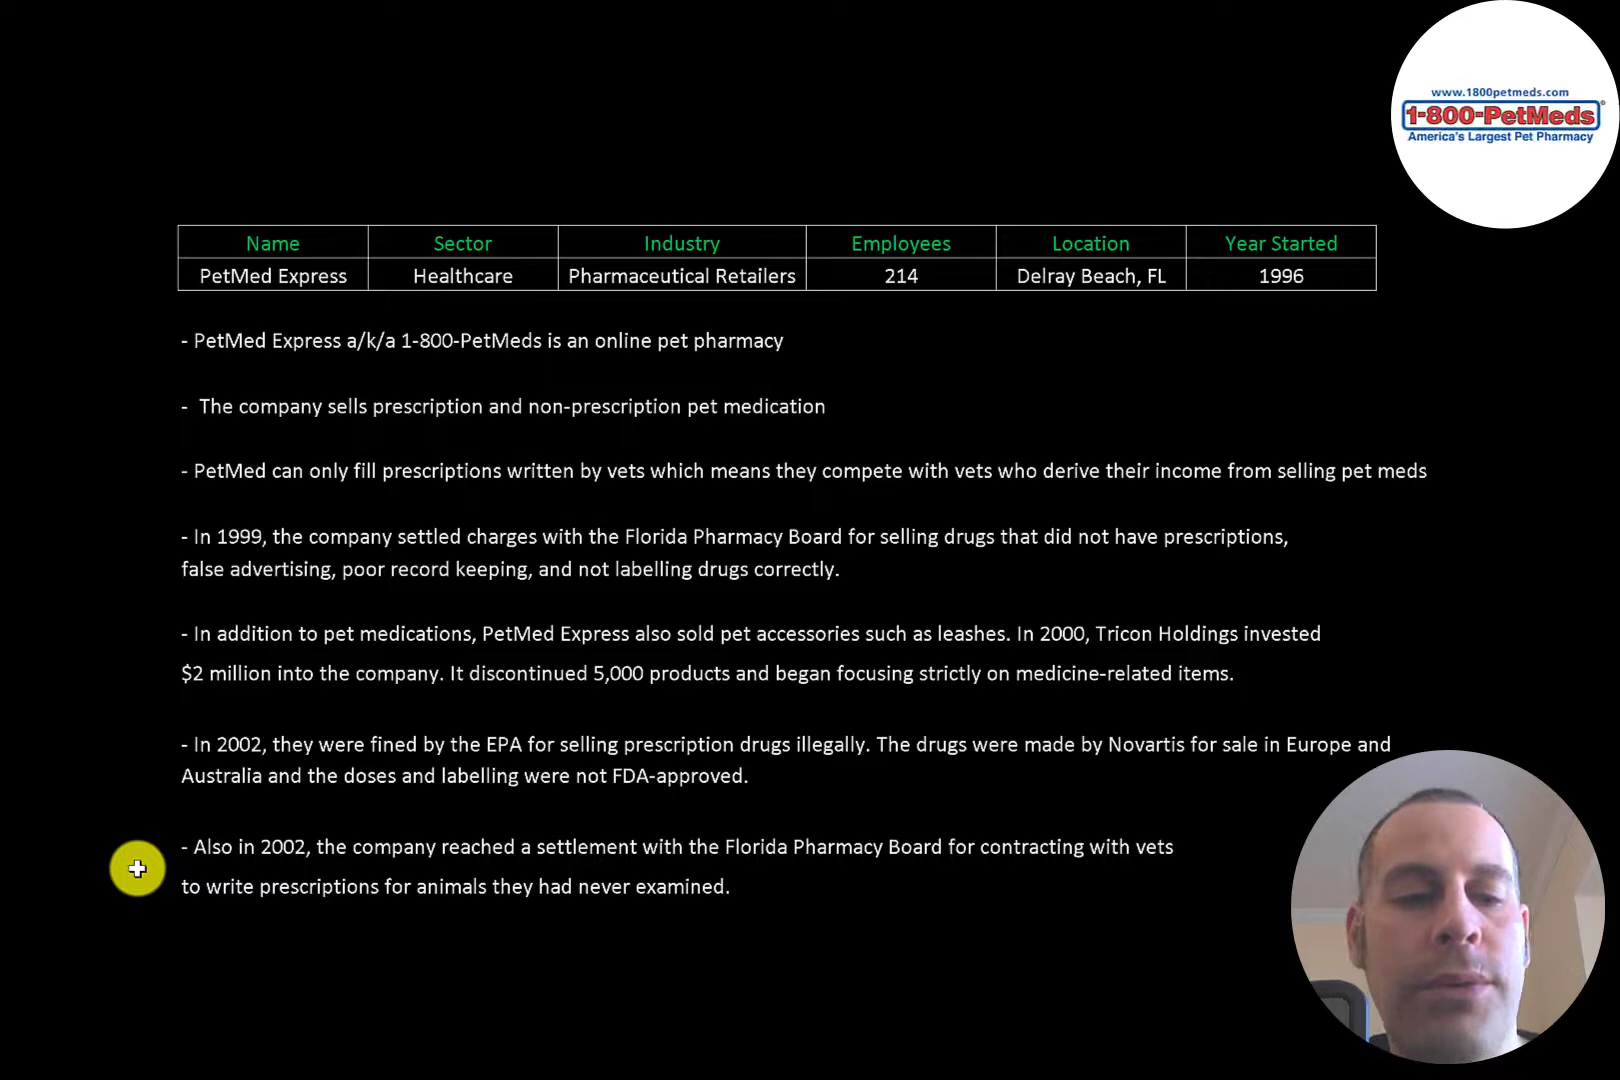 www.1800petmeds.com
1-800-PetMeds®
America's Largest Pet Pharmacy
Name Sector Industry Employees Location Year Started
PetMed Express Healthcare Pharmaceutical Retailers 214 Delray Beach, FL 1996
- PetMed Express a/k/a 1-800-PetMeds is an online pet pharmacy
- The company sells prescription and non-prescription pet medication
- PetMed can only fill prescriptions written by vets which means they compete with vets who derive their income from selling pet meds
- In 1999, the company settled charges with the Florida Pharmacy Board for selling drugs that did not have prescriptions,
false advertising, poor record keeping, and not labelling drugs correctly.
- In addition to pet medications, PetMed Express also sold pet accessories such as leashes. In 2000, Tricon Holdings invested
$2 million into the company. It discontinued 5,000 products and began focusing strictly on medicine-related items.
- In 2002, they were fined by the EPA for selling prescription drugs illegally. The drugs were made by Novartis for sale in Europe and
Australia and the doses and labelling were not FDA-approved.
- Also in 2002, the company reached a settlement with the Florida Pharmacy Board for contracting with vets
to write prescriptions for animals they had never examined.